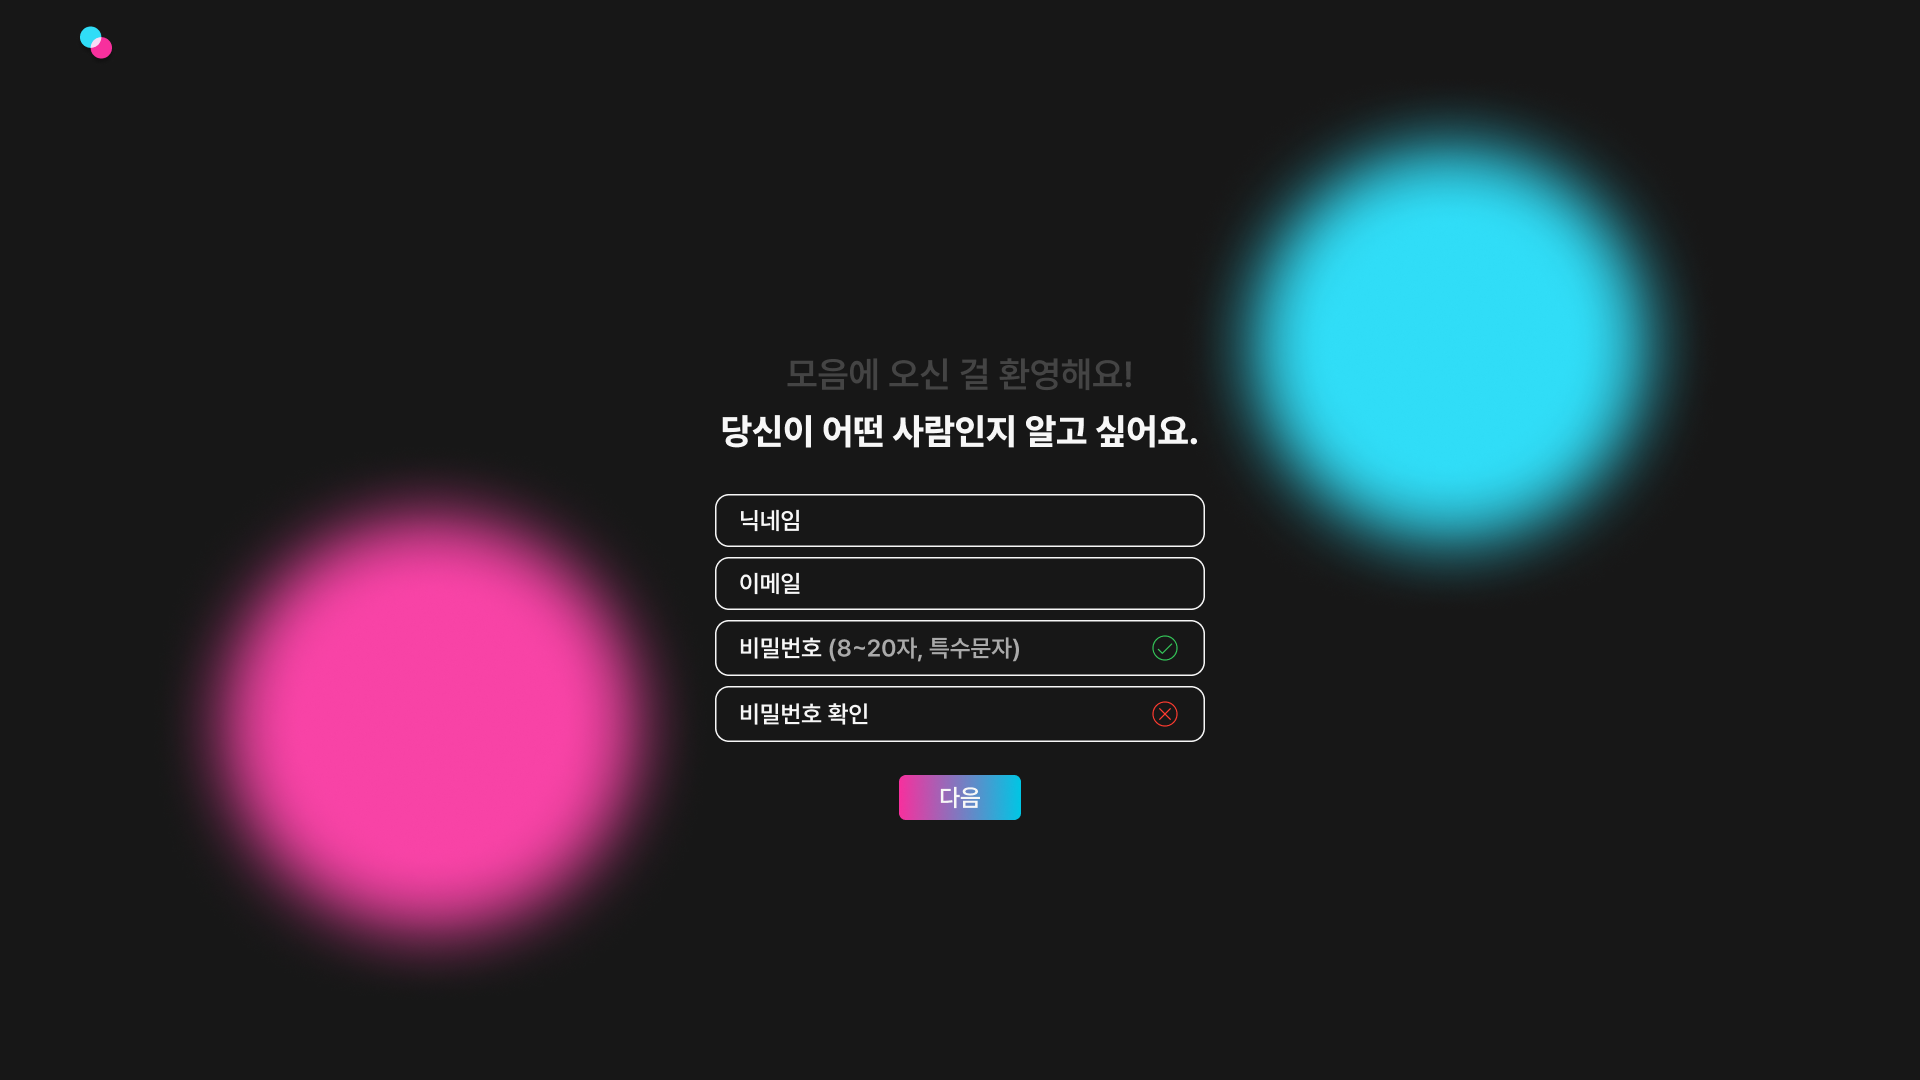 모음에 오신 걸 환영해요!
당신이 어떤 사람인지 알고 싶어요.
닉네임
이메일
비밀번호 (8~20자, 특수문자)
비밀번호 확인
다음